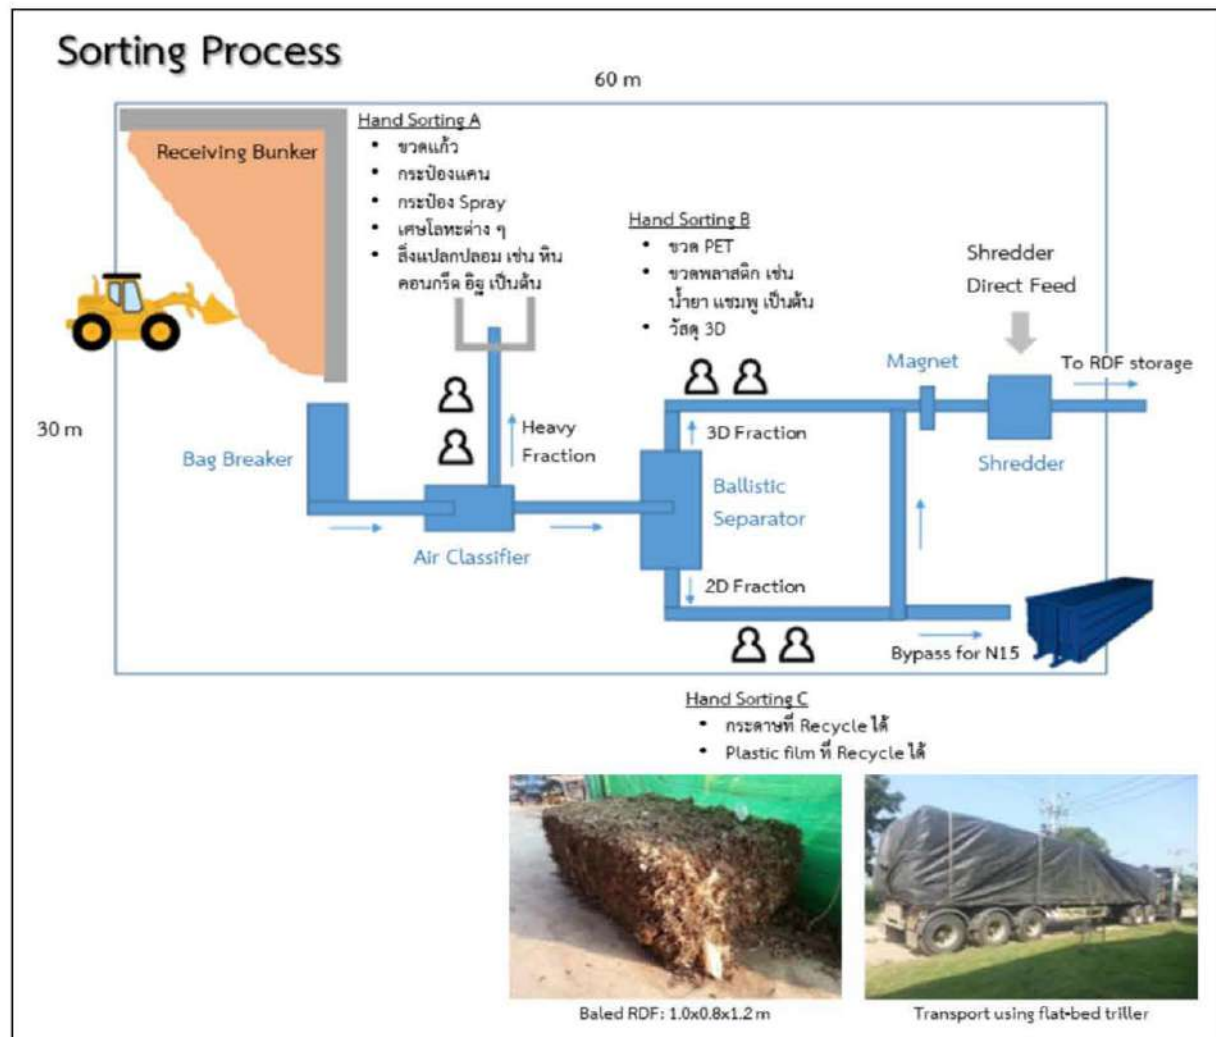 Sorting Process
60 m
Receiving Bunker
Hand Sorting A
• ขวดแก้ว
• กระป๋องแคน
• กระป๋อง Spray
• เศษโลหะต่าง ๆ
• สิ่งแปลกปลอม เช่น หิน
คอนกรีต อิฐ เป็นต้น
Hand Sorting B
• ขวด PET
• ขวดพลาสติก เช่น
น้ำยา แชมพู เป็นต้น
• วัสดุ 3D
Shredder
Direct Feed
Magnet
To RDF storage
30 m
Bag Breaker
Heavy
Fraction
3D Fraction
Shredder
Ballistic
Separator
Air Classifier
2D Fraction
Bypass for N15
Hand Sorting C
• กระดาษที่ Recycle ได้
• Plastic film ที่ Recycle ได้
Baled RDF: 1.0x0.8x1.2 m
Transport using flat-bed triller